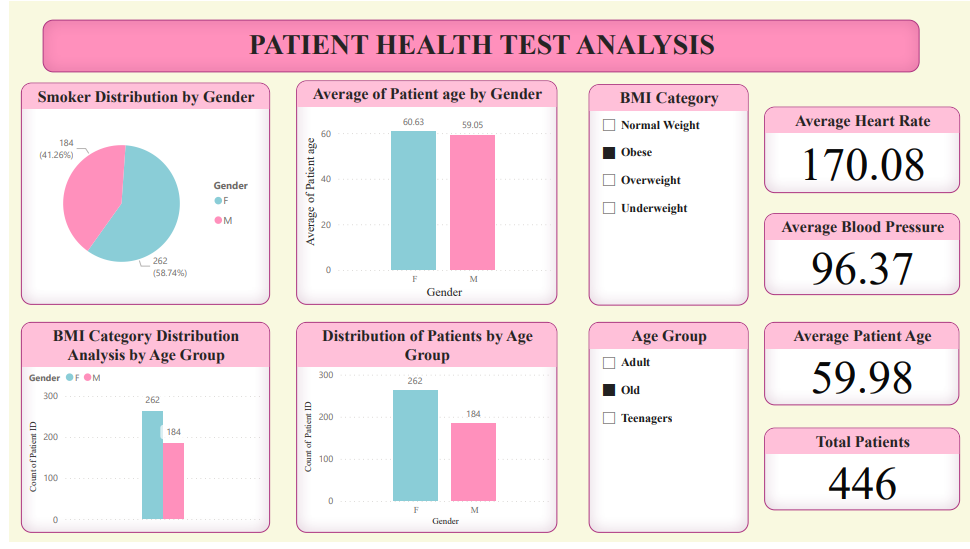 PATIENT HEALTH TEST ANALYSIS
Smoker Distribution by Gender
184
(41.26%)
262
(58.74%)
Gender
F
M
Average of Patient age by Gender
Average of Patient age
60
40
20
0
60.63
59.05
F
M
Gender
BMI Category
Normal Weight
Obese
Overweight
Underweight
Average Heart Rate
170.08
Average Blood Pressure
96.37
BMI Category Distribution
Analysis by Age Group
Gender F M
Count of Patient ID
300
200
100
0
262
184
Distribution of Patients by Age
Group
Count of Patient ID
300
200
100
0
262
184
F
M
Gender
Age Group
Adult
Old
Teenagers
Average Patient Age
59.98
Total Patients
446